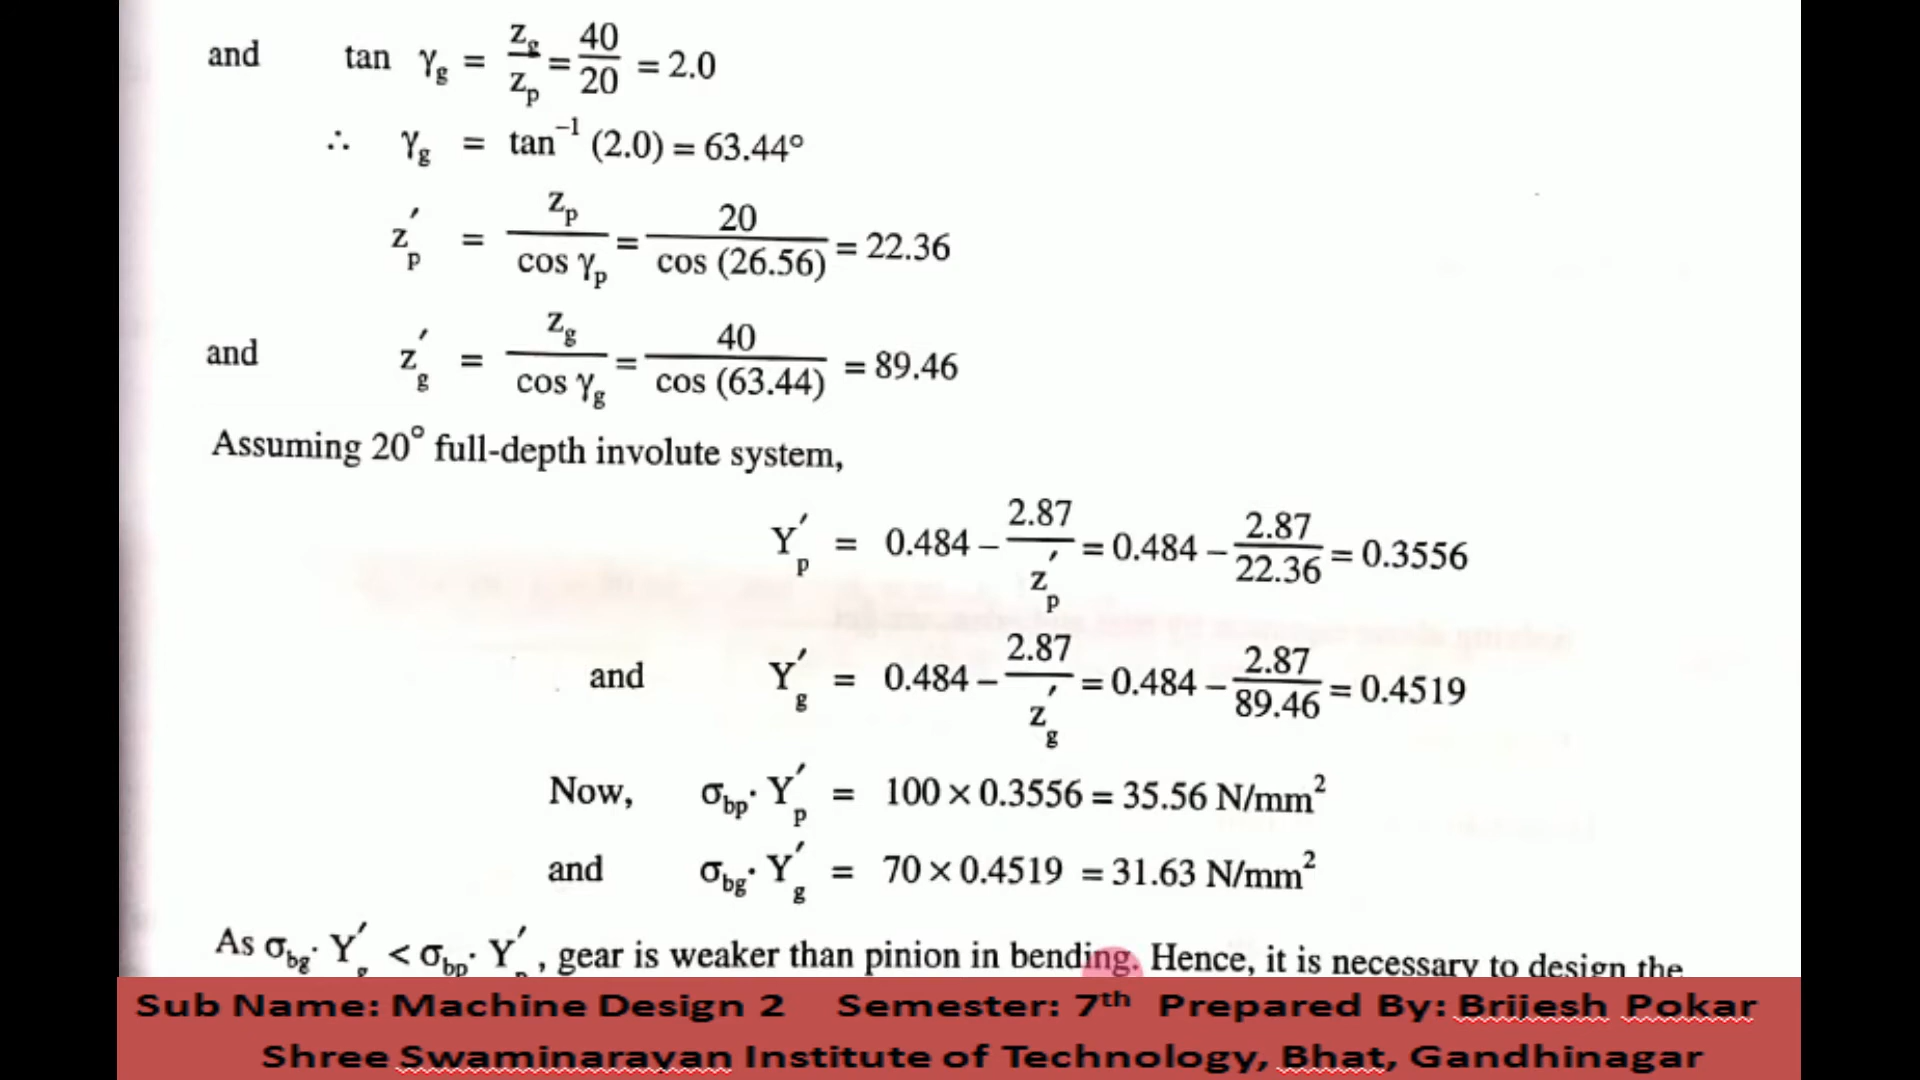 and tan γg = zg/zp = 40/20 = 2.0
∴ γg = tan⁻¹ (2.0) = 63.44°
z′p = zp/cos γp = 20/cos (26.56) = 22.36
and z′g = zg/cos γg = 40/cos (63.44) = 89.46
Assuming 20° full-depth involute system,
Y′p = 0.484 – 2.87/z′p = 0.484 – 2.87/22.36 = 0.3556
and Y′g = 0.484 – 2.87/z′g = 0.484 – 2.87/89.46 = 0.4519
Now, σbp· Y′p = 100 × 0.3556 = 35.56 N/mm²
and σbg· Y′g = 70 × 0.4519 = 31.63 N/mm²
As σbg· Y′g < σbp· Y′p, gear is weaker than pinion in bending. Hence, it is necessary to design the
Sub Name: Machine Design 2 Semester: 7th Prepared By: Brijesh Pokar
Shree Swaminarayan Institute of Technology, Bhat, Gandhinagar